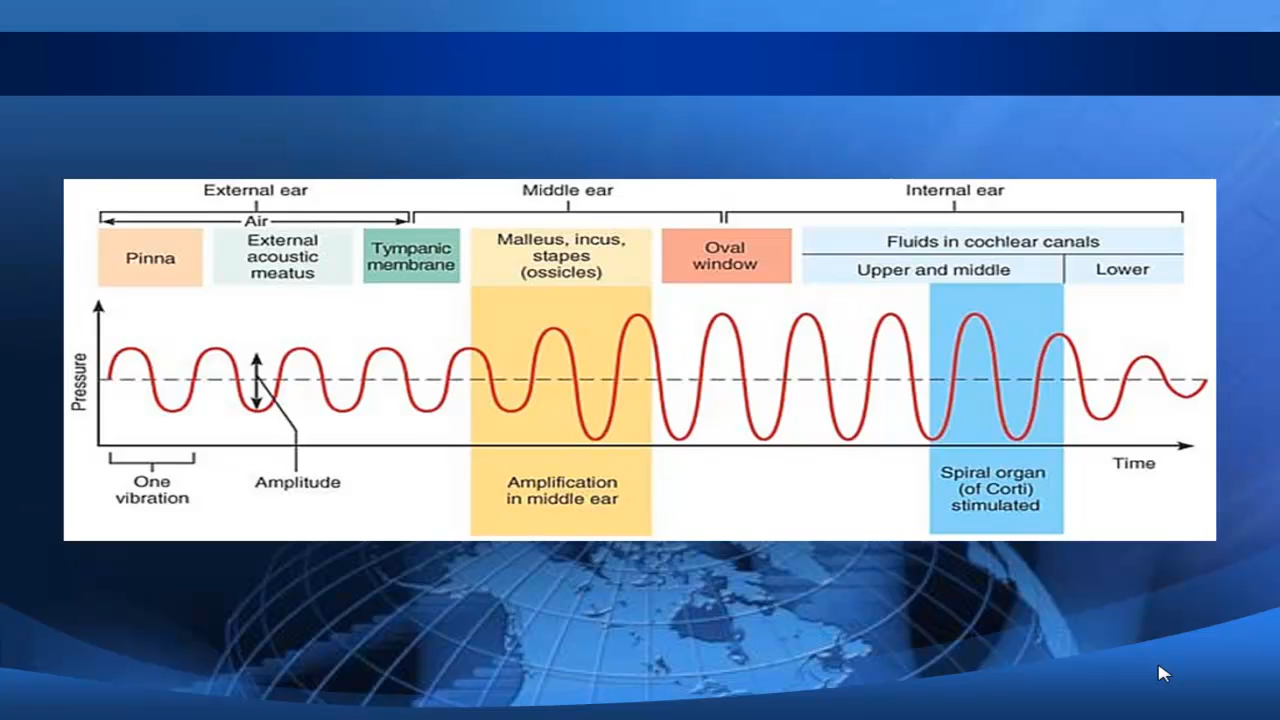 External ear
Middle ear
Internal ear
Air
Pinna
External
acoustic
meatus
Tympanic
membrane
Malleus, incus,
stapes
(ossicles)
Oval
window
Fluids in cochlear canals
Upper and middle
Lower
Pressure
One
vibration
Amplitude
Amplification
in middle ear
Spiral organ
(of Corti)
stimulated
Time